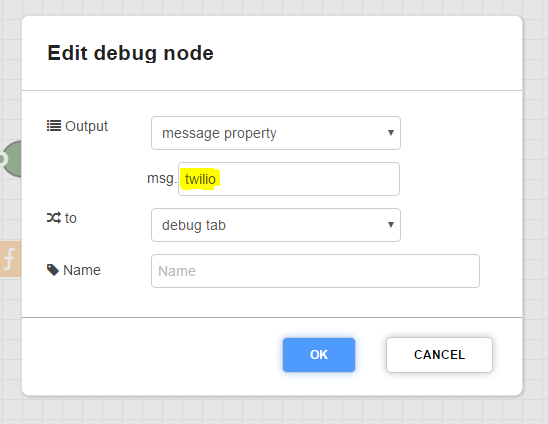 Edit debug node
Output
message property
msg. twilio
to
debug tab
Name
Name
OK
CANCEL